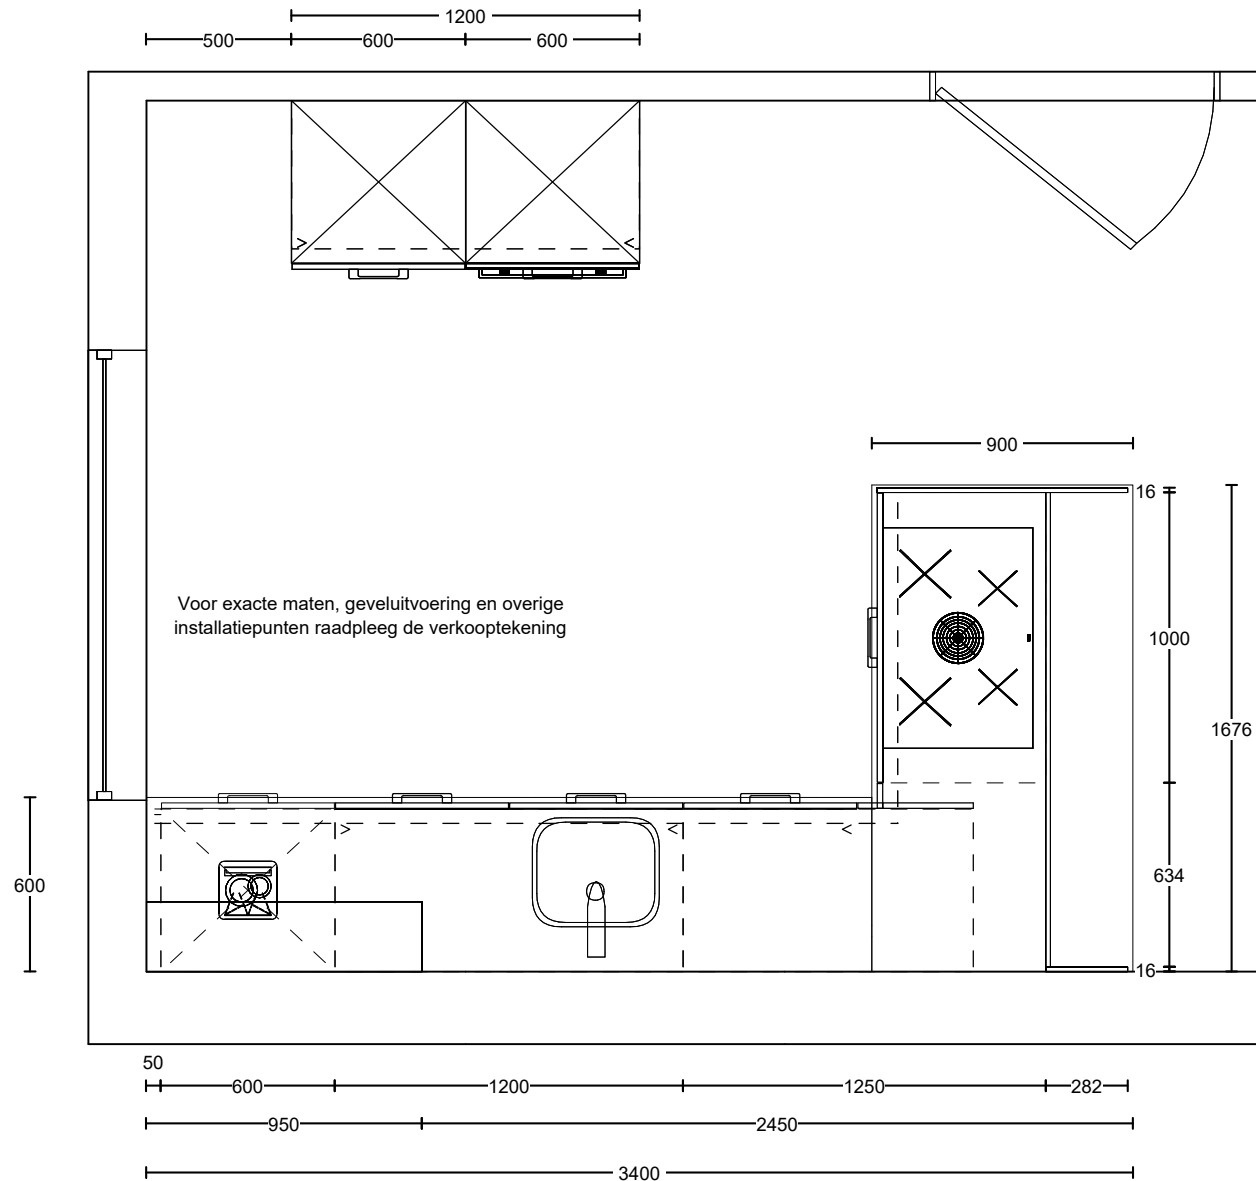 1200
500 600 600
900
16
Voor exacte maten, geveluitvoering en overige
installatiepunten raadpleeg de verkooptekening
1000
1676
634
600
16
50
600 1200 1250 282
950 2450
3400